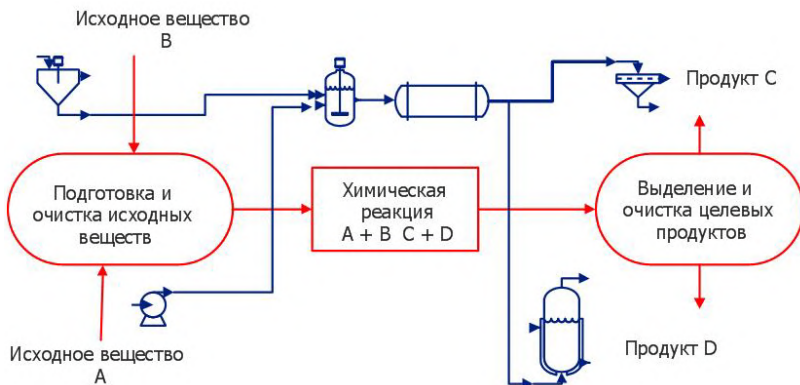 Исходное вещество
B
Продукт C
Подготовка и
очистка исходных
веществ
Химическая
реакция
A + B C + D
Выделение и
очистка целевых
продуктов
Исходное вещество
A
Продукт D